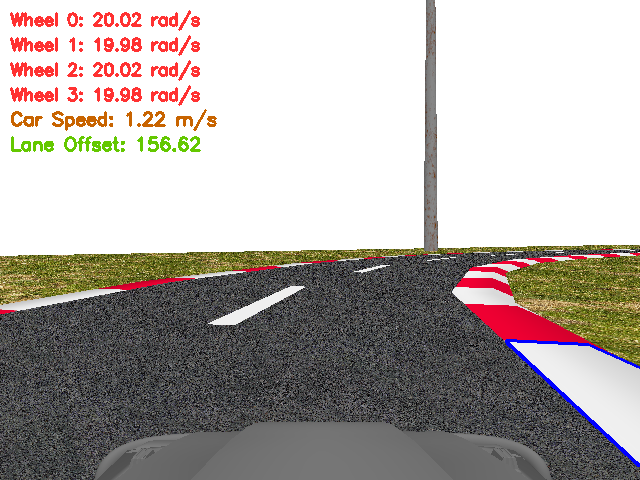 Wheel 0: 20.02 rad/s
Wheel 1: 19.98 rad/s
Wheel 2: 20.02 rad/s
Wheel 3: 19.98 rad/s
Car Speed: 1.22 m/s
Lane Offset: 156.62